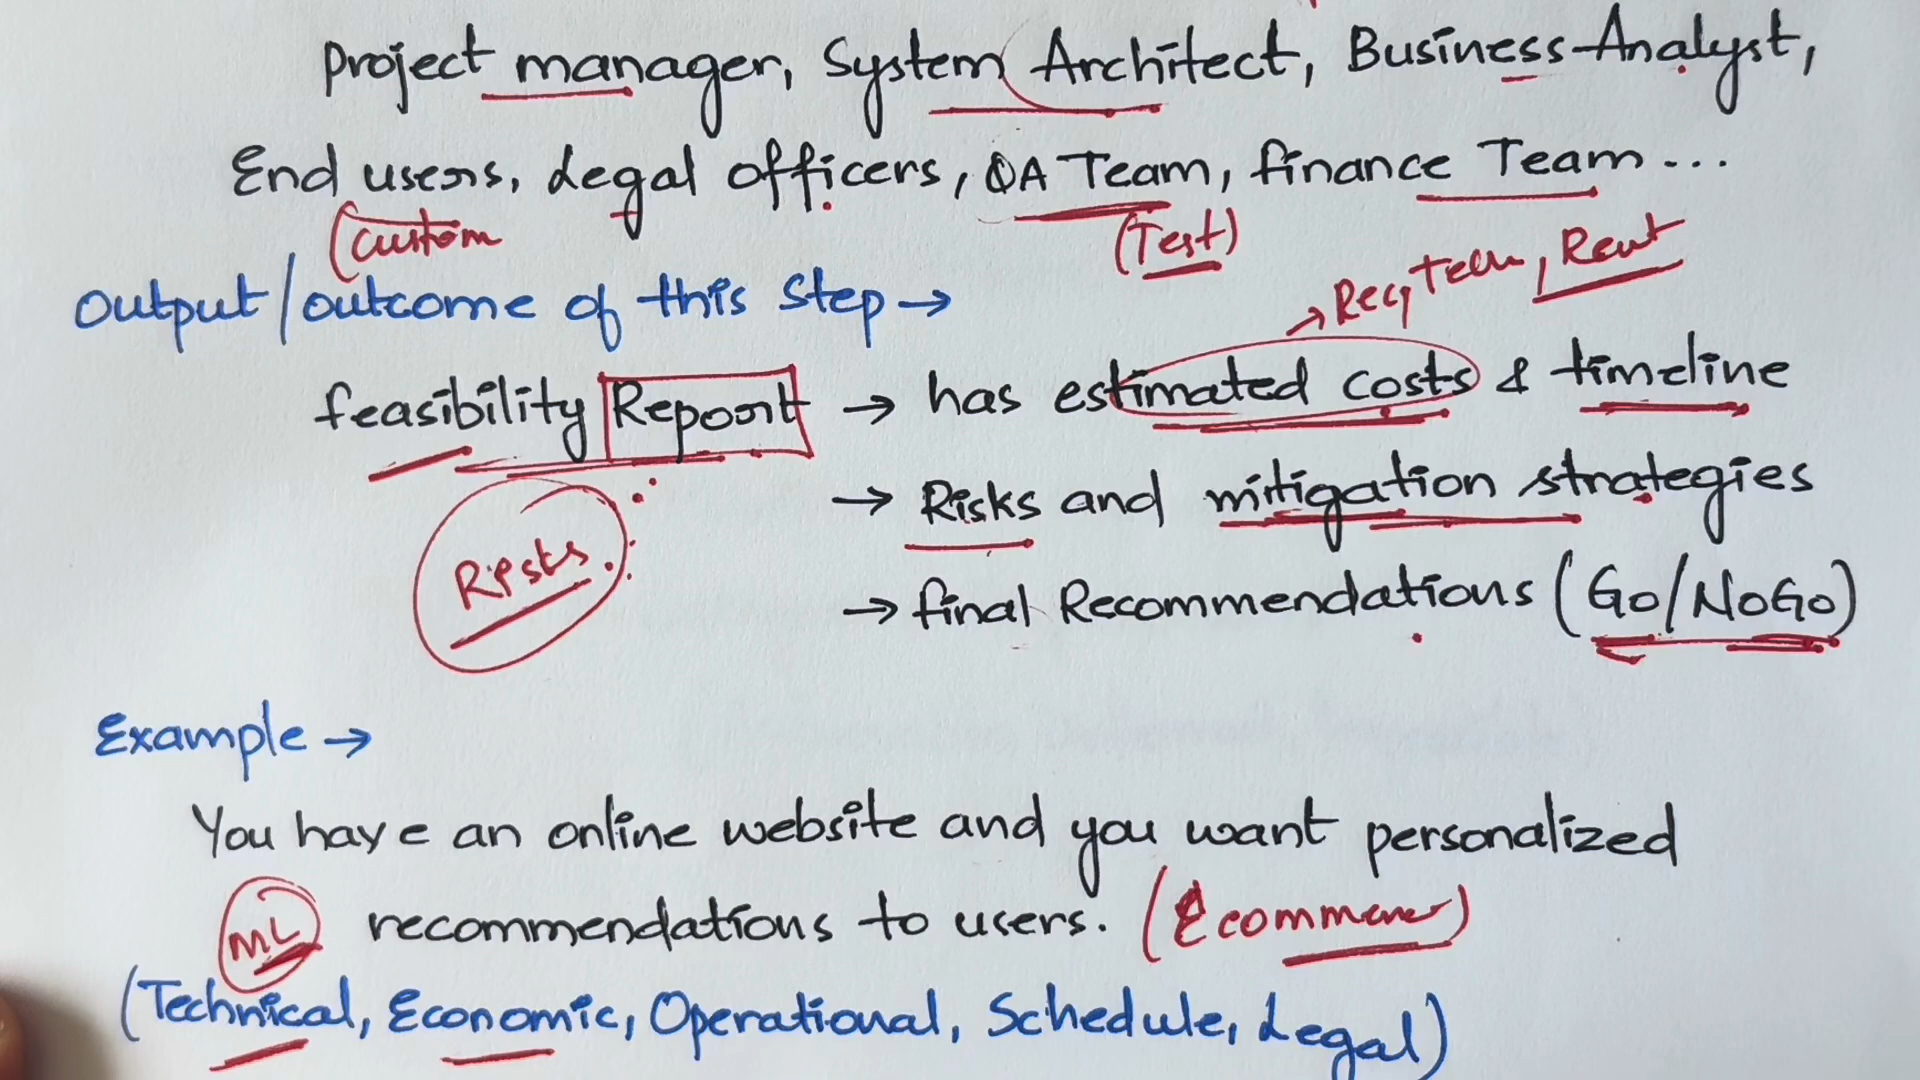 Project manager, System Architect, Business Analyst,
End users, Legal officers, QA Team, finance Team ...
(custom
(Test)
Output/outcome of this step →
→ Req, Team, Rent
feasibility Report → has estimated costs & timeline
→ Risks and mitigation strategies
Risks
→ final Recommendations (Go/NoGo)
Example →
You have an online website and you want personalized
ML recommendations to users. (Ecommerce)
(Technical, Economic, Operational, Schedule, Legal)